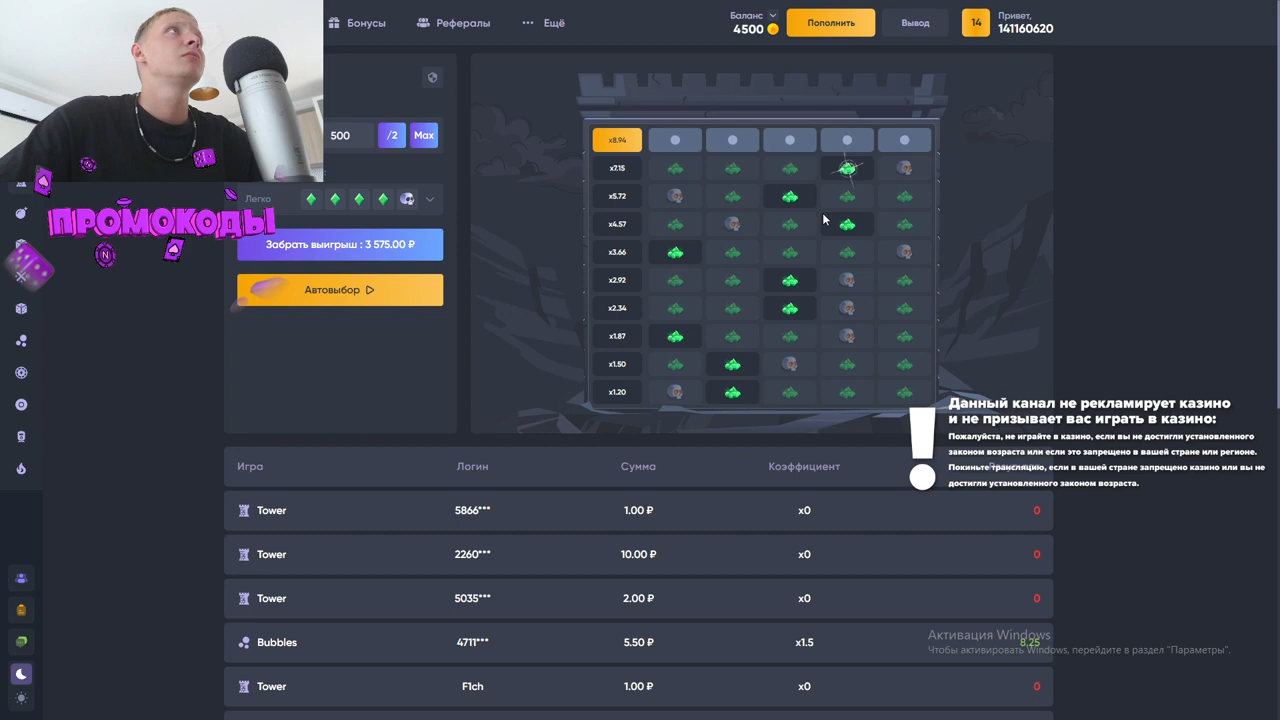 Бонусы
Рефералы
Ещё
Баланс
4500
Пополнить
Вывод
14
Привет,
141160620
500
/2
Max
Легко
ПРОМОКОДЫ
N
Забрать выигрыш : 3 575.00 ₽
Автовыбор
x8.94
x7.15
x5.72
x4.57
x3.66
x2.92
x2.34
x1.87
x1.50
x1.20
Данный канал не рекламирует казино
и не призывает вас играть в казино:
Пожалуйста, не играйте в казино, если вы не достигли установленного
законом возраста или если это запрещено в вашей стране или регионе.
Покиньте трансляцию, если в вашей стране запрещено казино или вы не
достигли установленного законом возраста.
Игра Логин Сумма Коэффициент
Tower 5866*** 1.00 ₽ x0 0
Tower 2260*** 10.00 ₽ x0 0
Tower 5035*** 2.00 ₽ x0 0
Bubbles 4711*** 5.50 ₽ x1.5 8.25
Активация Windows
Чтобы активировать Windows, перейдите в раздел "Параметры".
Tower F1ch 1.00 ₽ x0 0